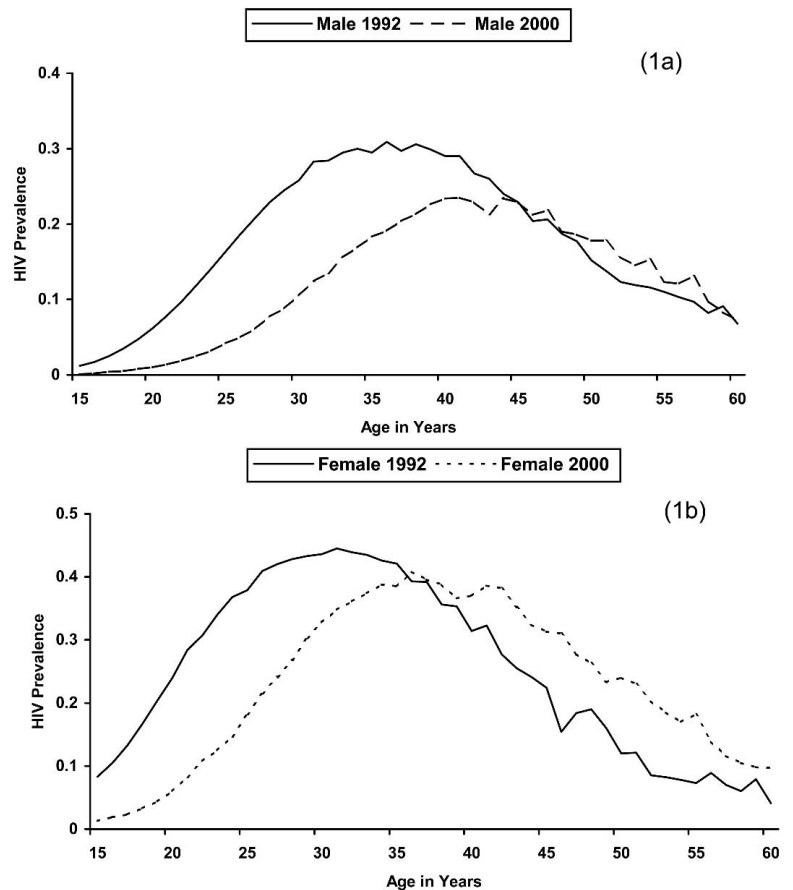 Male 1992 Male 2000
(1a)
0.4
0.3
0.2
0.1
0
HIV Prevalence
15 20 25 30 35 40 45 50 55 60
Age in Years
Female 1992 Female 2000
(1b)
0.5
0.4
0.3
0.2
0.1
0
HIV Prevalence
15 20 25 30 35 40 45 50 55 60
Age in Years